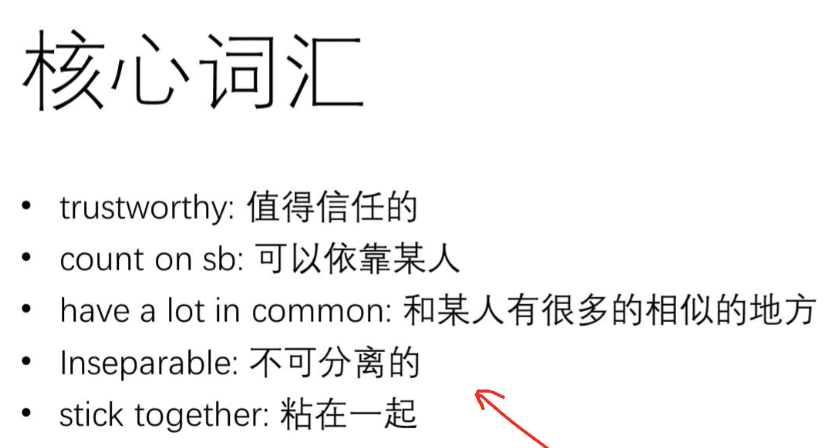 核心词汇
• trustworthy: 值得信任的
• count on sb: 可以依靠某人
• have a lot in common: 和某人有很多的相似的地方
• Inseparable: 不可分离的
• stick together: 粘在一起